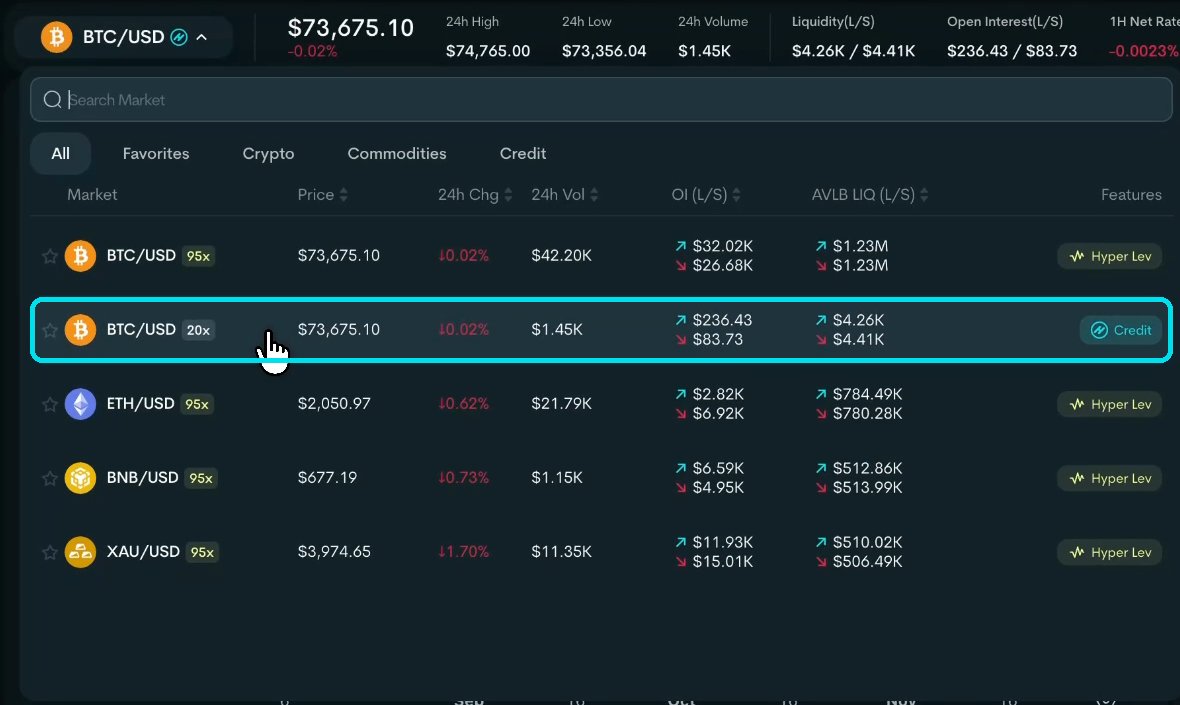 BTC/USD
$73,675.10
-0.02%
24h High
$74,765.00
24h Low
$73,356.04
24h Volume
$1.45K
Liquidity(L/S)
$4.26K / $4.41K
Open Interest(L/S)
$236.43 / $83.73
1H Net Rate
-0.0023%
Search Market
All Favorites Crypto Commodities Credit
Market Price 24h Chg 24h Vol OI (L/S) AVLB LIQ (L/S) Features
BTC/USD 95x $73,675.10 ↓0.02% $42.20K ↗ $32.02K ↗ $1.23M Hyper Lev
↘ $26.68K ↘ $1.23M
BTC/USD 20x $73,675.10 ↓0.02% $1.45K ↗ $236.43 ↗ $4.26K Credit
↘ $83.73 ↘ $4.41K
ETH/USD 95x $2,050.97 ↓0.62% $21.79K ↗ $2.82K ↗ $784.49K Hyper Lev
↘ $6.92K ↘ $780.28K
BNB/USD 95x $677.19 ↓0.73% $1.15K ↗ $6.59K ↗ $512.86K Hyper Lev
↘ $4.95K ↘ $513.99K
XAU/USD 95x $3,974.65 ↓1.70% $11.35K ↗ $11.93K ↗ $510.02K Hyper Lev
↘ $15.01K ↘ $506.49K
Sep Oct Nov